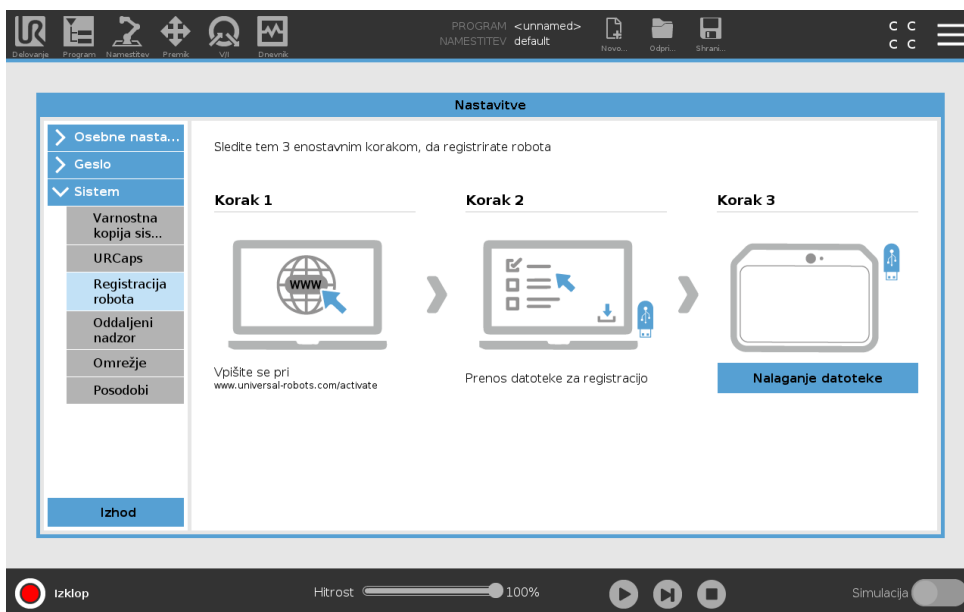 UR
PROGRAM <unnamed>
NAMESTITEV default
Delovanje Program Namestitev Premik V/I Dnevnik Novo... Odpri... Shrani...
C C
C C
Nastavitve
Osebne nasta...
Geslo
Sistem
Varnostna
kopija sis...
URCaps
Registracija
robota
Oddaljeni
nadzor
Omrežje
Posodobi
Izhod
Sledite tem 3 enostavnim korakom, da registrirate robota
Korak 1
www
Vpišite se pri
www.universal-robots.com/activate
Korak 2
Prenos datoteke za registracijo
Korak 3
Nalaganje datoteke
Izklop Hitrost 100% Simulacija